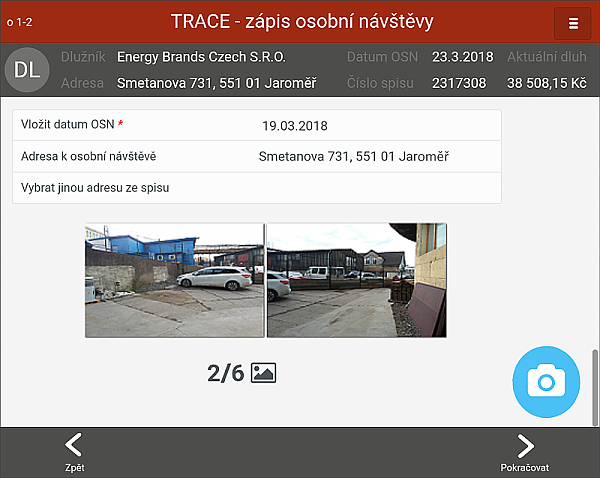 o 1-2
TRACE - zápis osobní návštěvy
DL
Dlužník Energy Brands Czech S.R.O. Datum OSN 23.3.2018 Aktuální dluh
Adresa Smetanova 731, 551 01 Jaroměř Číslo spisu 2317308 38 508,15 Kč
Vložit datum OSN * 19.03.2018
Adresa k osobní návštěvě Smetanova 731, 551 01 Jaroměř
Vybrat jinou adresu ze spisu
2/6
Zpět
Pokračovat